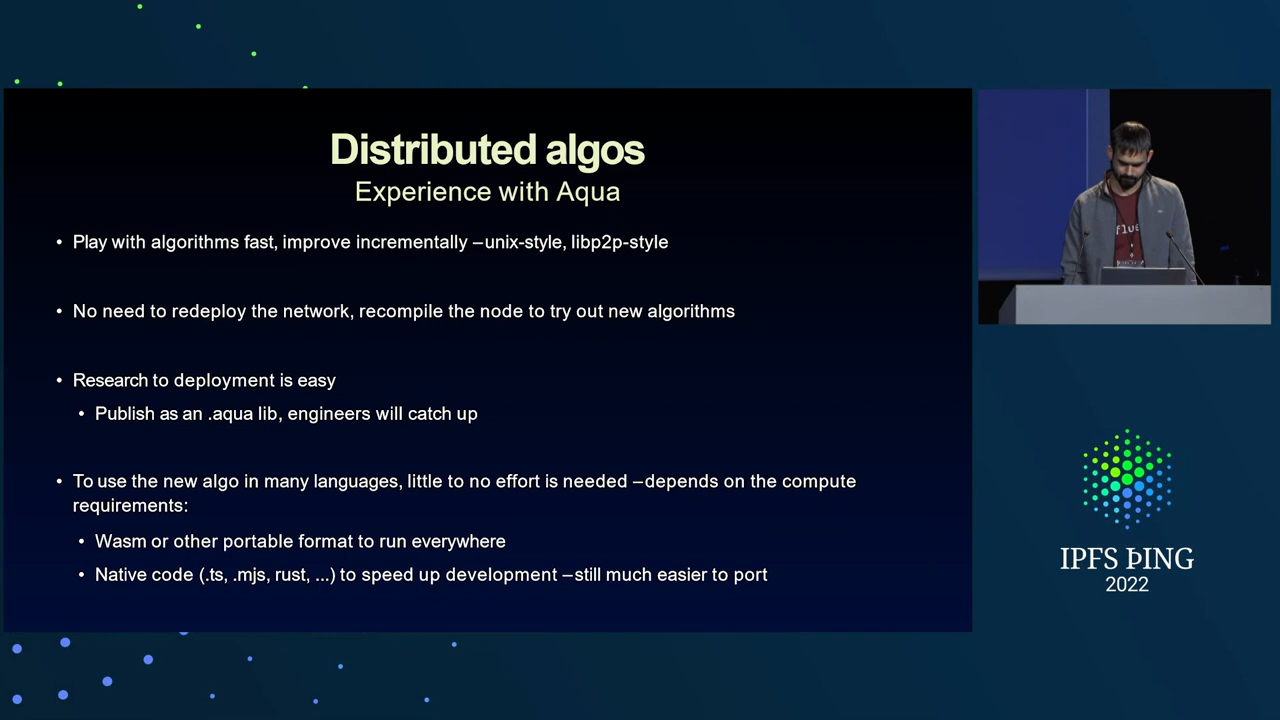 Distributed algos
Experience with Aqua
• Play with algorithms fast, improve incrementally – unix-style, libp2p-style
• No need to redeploy the network, recompile the node to try out new algorithms
• Research to deployment is easy
• Publish as an .aqua lib, engineers will catch up
• To use the new algo in many languages, little to no effort is needed – depends on the compute
requirements:
• Wasm or other portable format to run everywhere
• Native code (.ts, .mjs, rust, ...) to speed up development – still much easier to port
flue
IPFS ÞING
2022